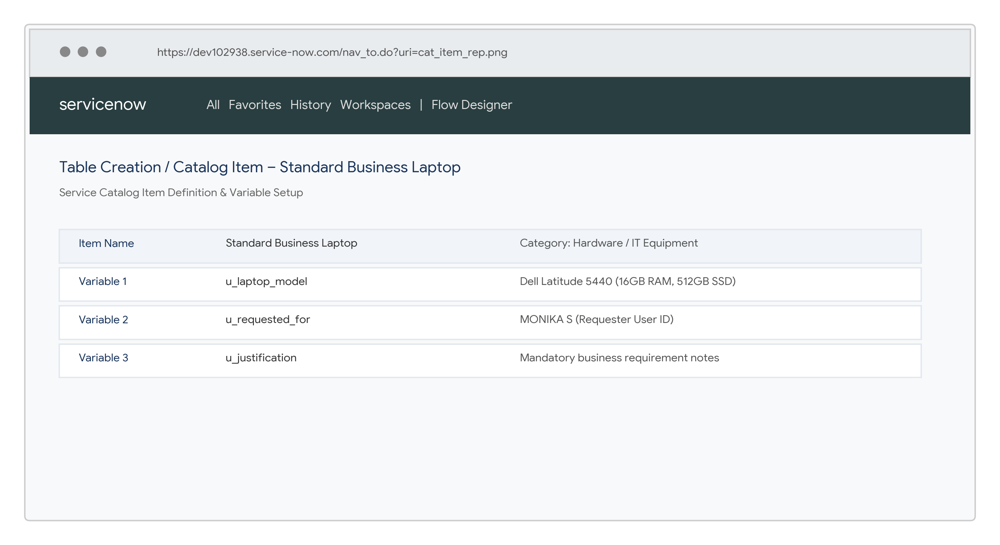 https://dev102938.service-now.com/nav_to.do?uri=cat_item_rep.png
servicenow All Favorites History Workspaces | Flow Designer
Table Creation / Catalog Item – Standard Business Laptop
Service Catalog Item Definition & Variable Setup
Item Name Standard Business Laptop Category: Hardware / IT Equipment
Variable 1 u_laptop_model Dell Latitude 5440 (16GB RAM, 512GB SSD)
Variable 2 u_requested_for MONIKA S (Requester User ID)
Variable 3 u_justification Mandatory business requirement notes